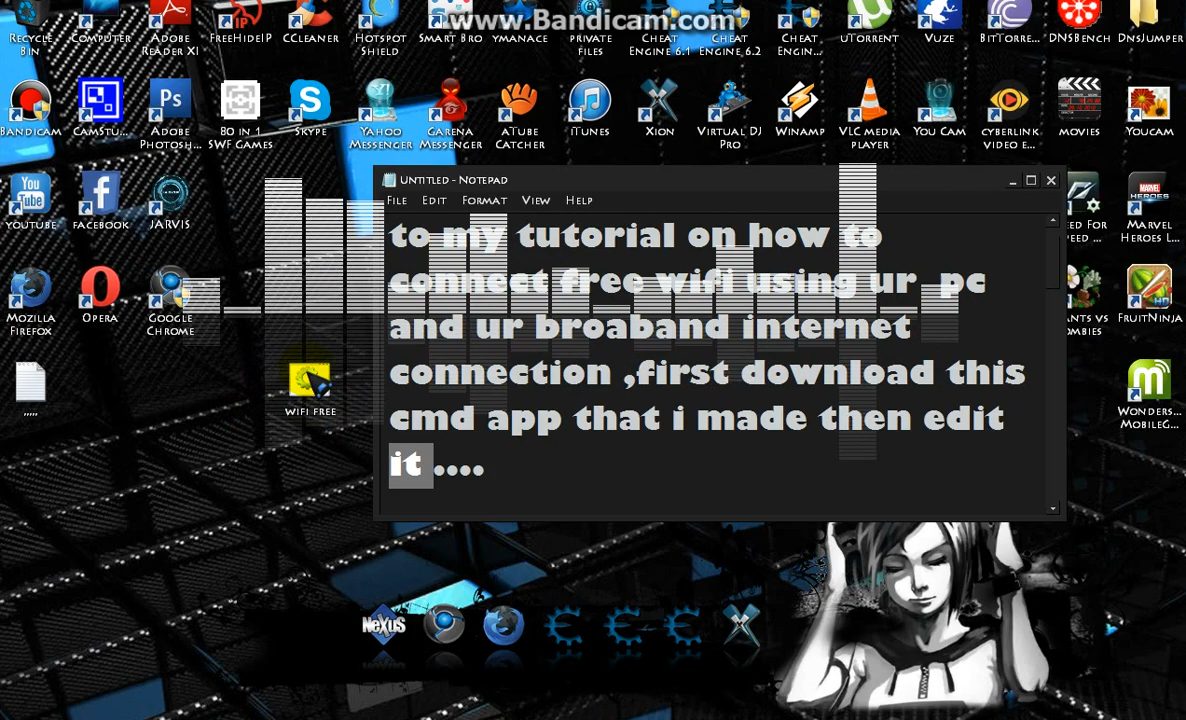 www.Bandicam.com
Recycle Bin
Computer
Adobe Reader XI
FreeHideIP
CCleaner
Hotspot Shield
Smart Bro
YMANACE
Private Files
Cheat Engine 6.1
Cheat Engine 6.2
Cheat Engin...
uTorrent
Vuze
BitTorre...
DNSBench
DnsJumper
Bandicam
CamStu...
Adobe Photosh...
80 in 1 SWF Games
Skype
Yahoo Messenger
Garena Messenger
aTube Catcher
iTunes
Xion
Virtual DJ Pro
Winamp
VLC media player
You Cam
CyberLink Video E...
Movies
Youcam
Youtube
Facebook
JARVIS
Marvel Heroes L...
Mozilla Firefox
Opera
Google Chrome
FruitNinja
,,,,,
WIFI FREE
Wonders... MobileG...
Untitled - Notepad
File Edit Format View Help
to my tutorial on how to
connect free wifi using ur pc
and ur broaband internet
connection ,first download this
cmd app that i made then edit
it ....
NeXuS